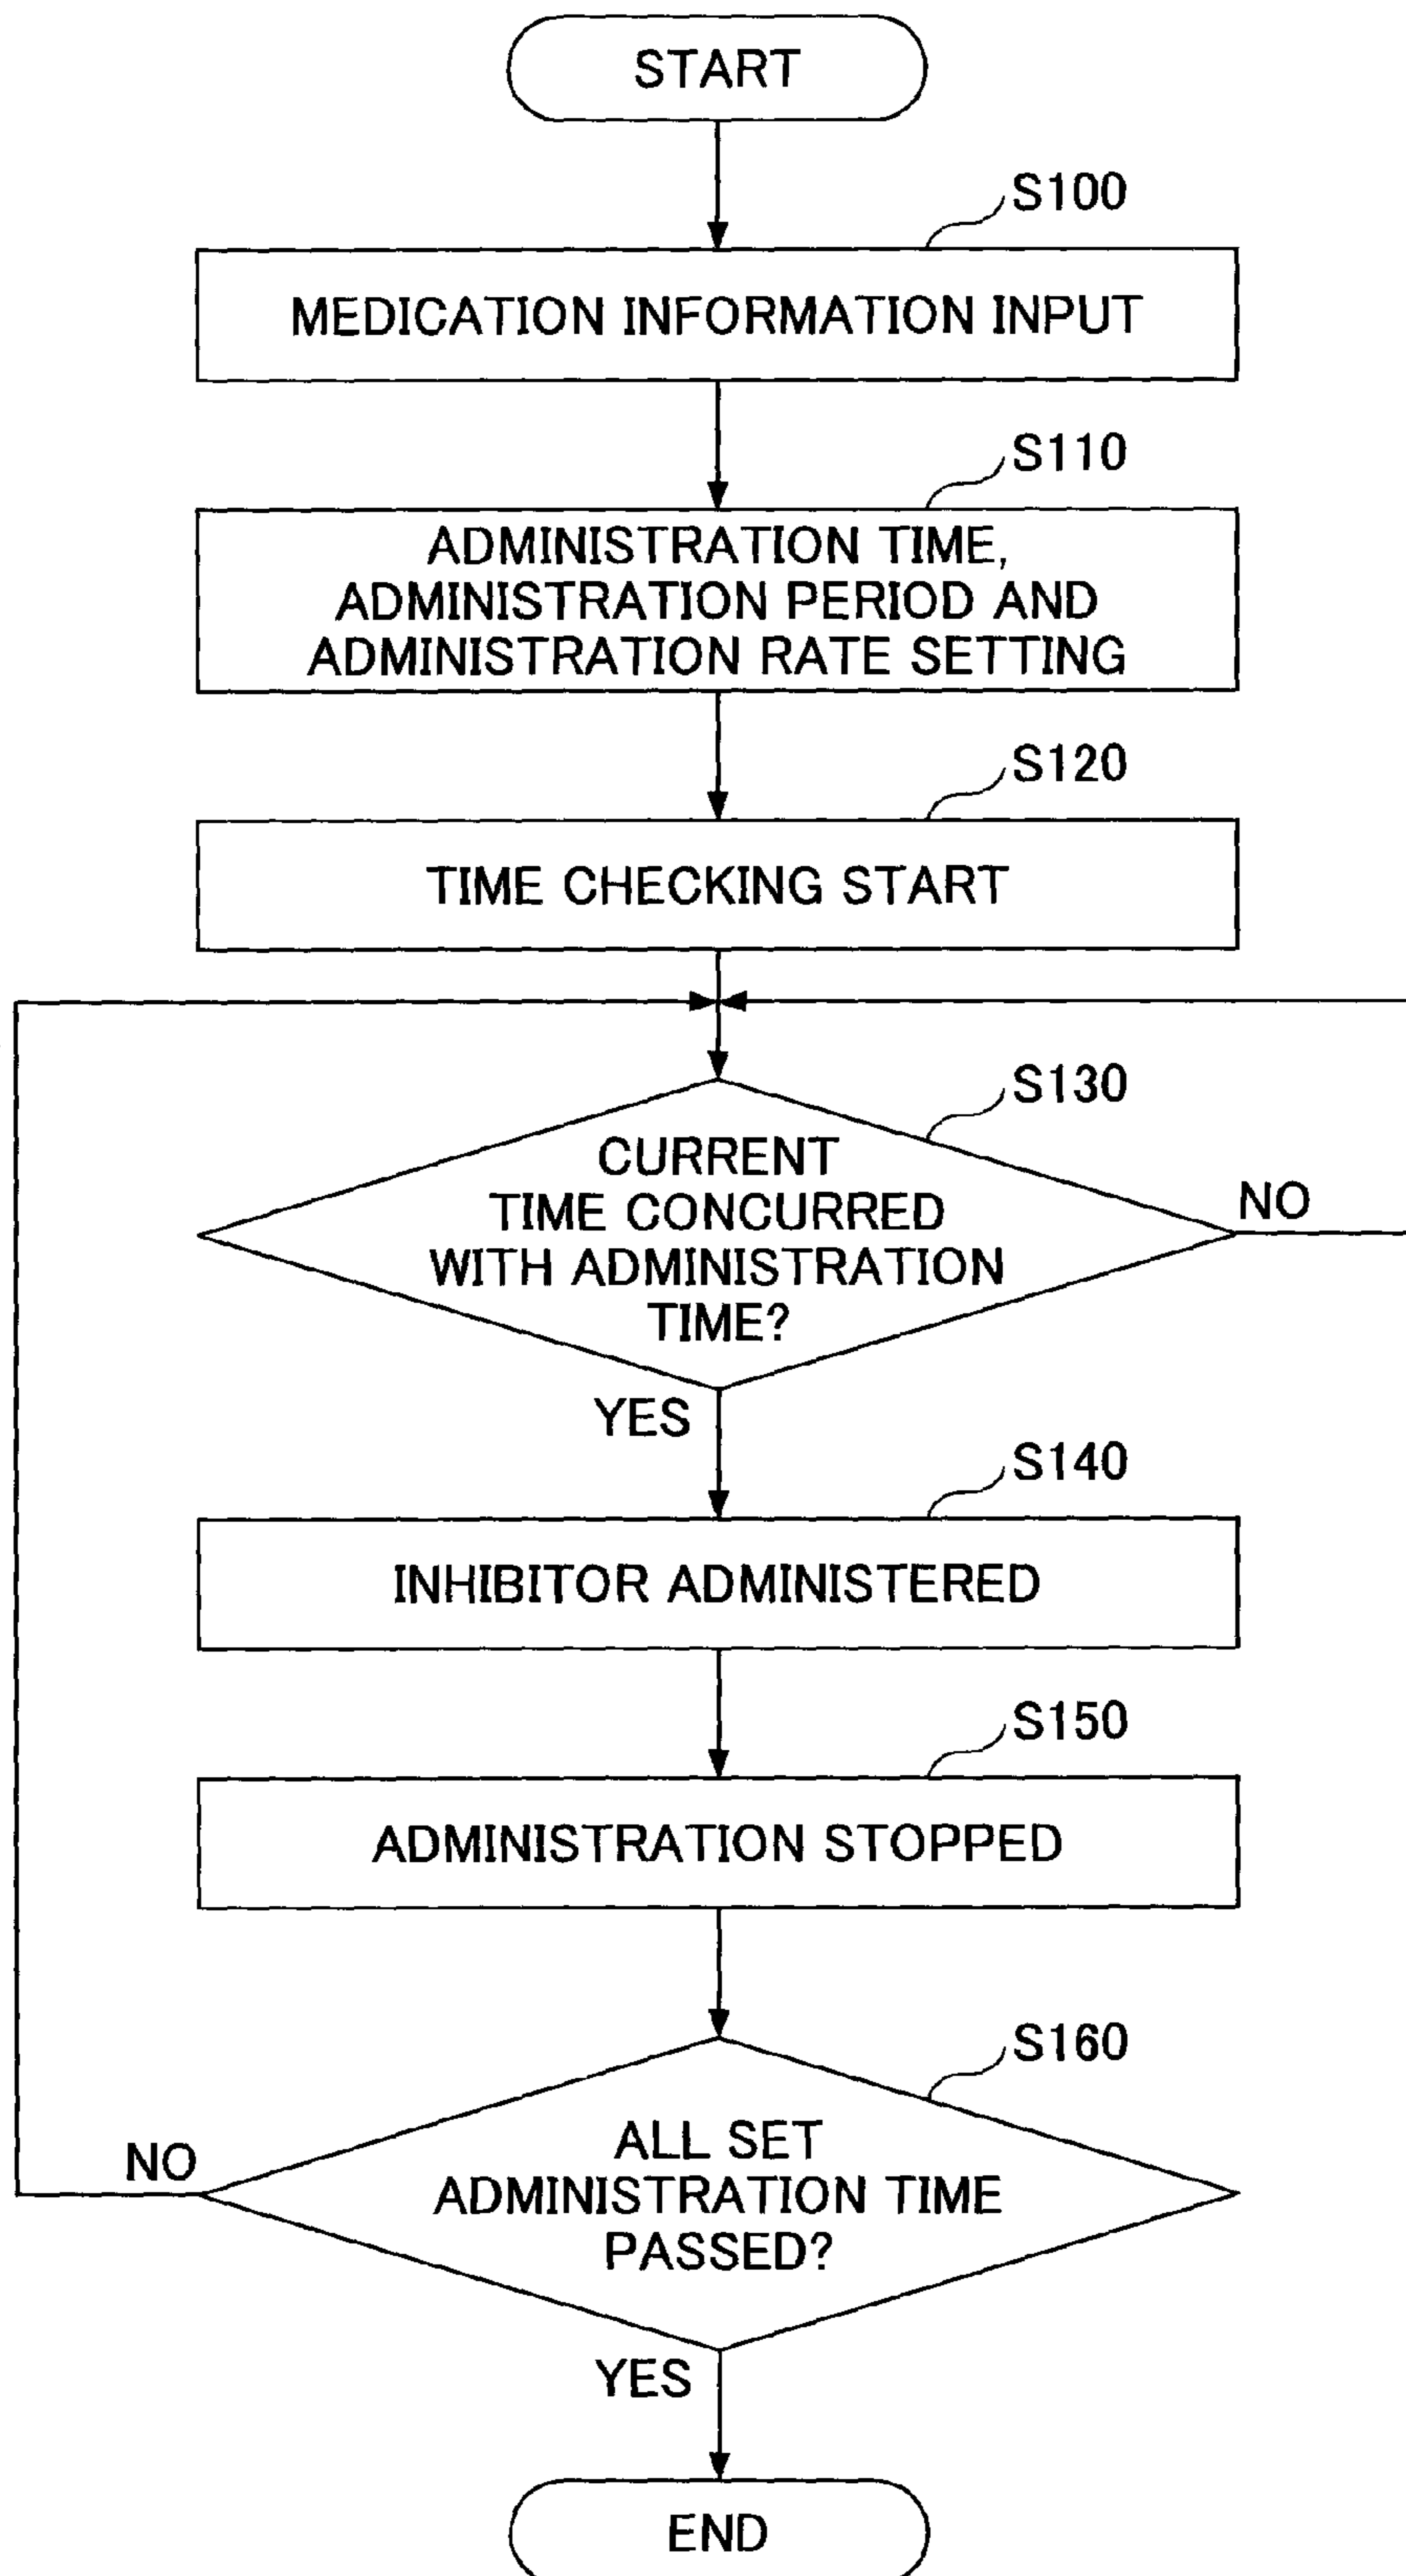 START
S100
MEDICATION INFORMATION INPUT
S110
ADMINISTRATION TIME,
ADMINISTRATION PERIOD AND
ADMINISTRATION RATE SETTING
S120
TIME CHECKING START
S130
CURRENT
TIME CONCURRED
WITH ADMINISTRATION
TIME?
NO
YES
S140
INHIBITOR ADMINISTERED
S150
ADMINISTRATION STOPPED
S160
ALL SET
ADMINISTRATION TIME
PASSED?
NO
YES
END